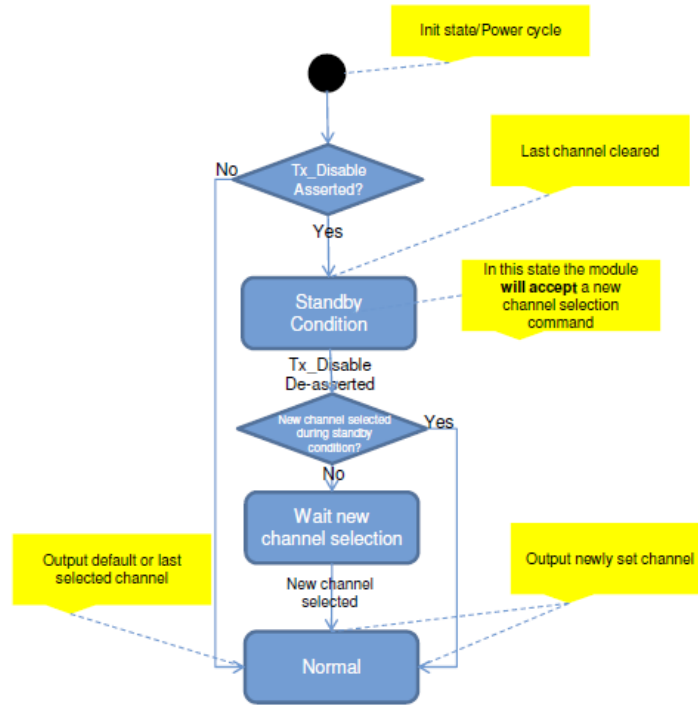 Init state/Power cycle
Tx_Disable
Asserted?
No
Last channel cleared
Yes
Standby
Condition
In this state the module
will accept a new
channel selection
command
Tx_Disable
De-asserted
New channel selected
during standby
condition?
Yes
No
Wait new
channel selection
Output default or last
selected channel
Output newly set channel
New channel
selected
Normal